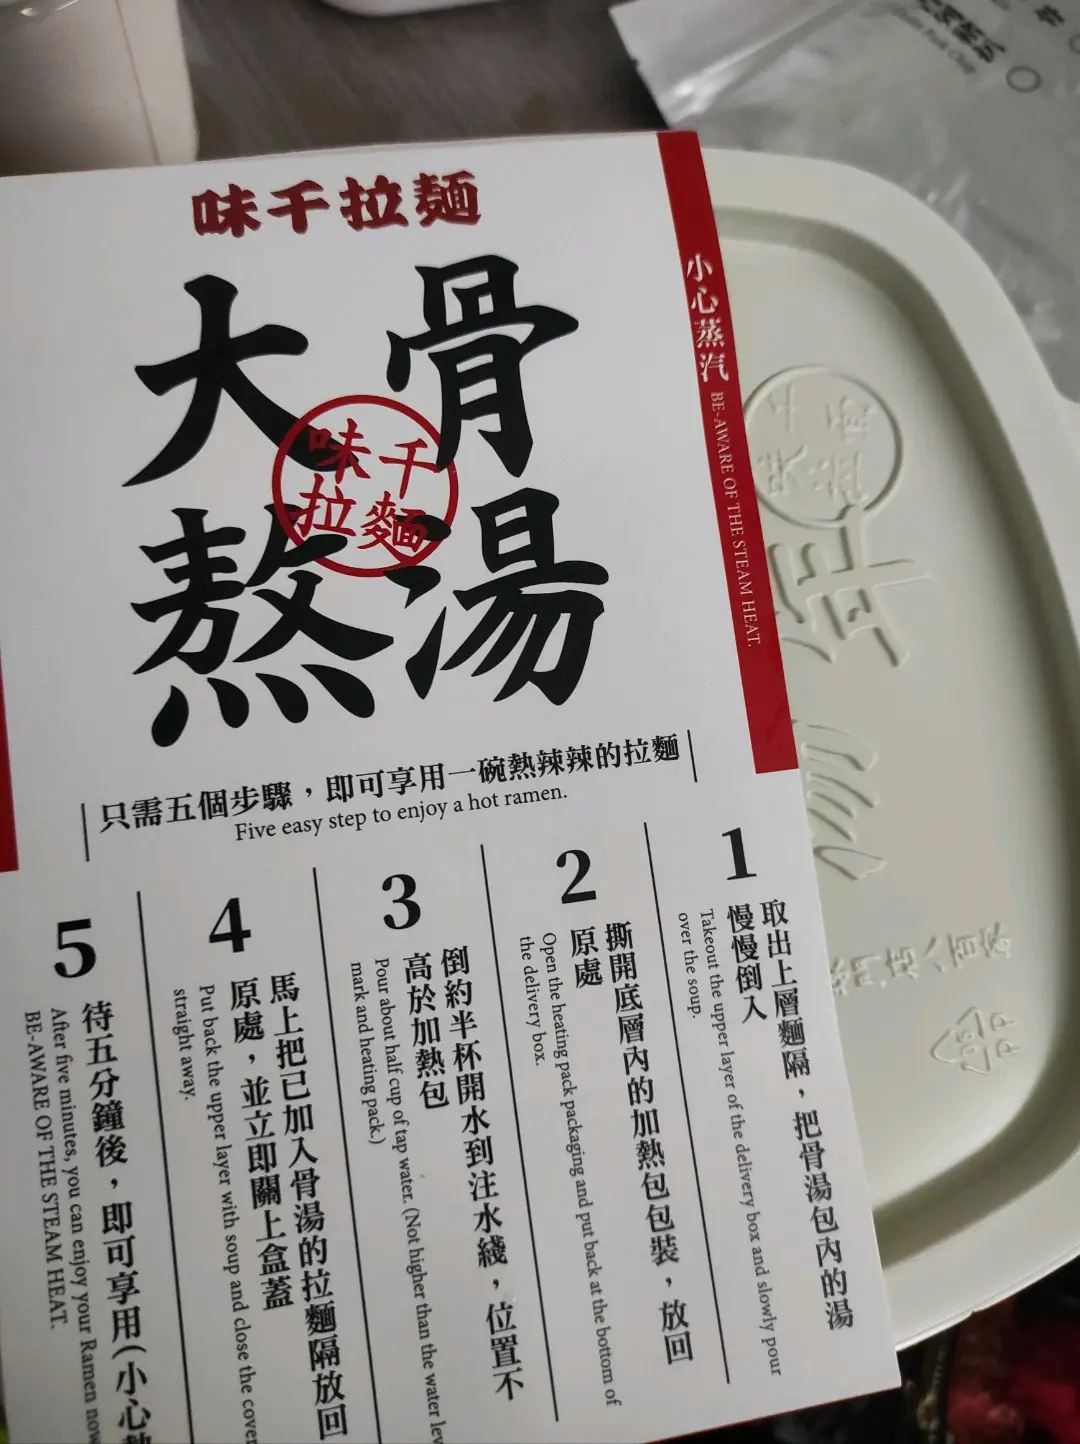 味千拉麵
大骨
熬湯
味千
拉麵
小心蒸汽 BE-AWARE OF THE STEAM HEAT.
只需五個步驟，即可享用一碗熱辣辣的拉麵
Five easy step to enjoy a hot ramen.
1
取出上層麵隔，把骨湯包內的湯
慢慢倒入
Takeout the upper layer of the delivery box and slowly pour
over the soup.
2
撕開底層內的加熱包包裝，放回
原處
Open the heating pack packaging and put back at the bottom of
the delivery box.
3
倒約半杯開水到注水綫，位置不
高於加熱包
Pour about half cup of tap water. (Not higher than the water
mark and heating pack.)
4
馬上把已加入骨湯的拉麵隔放回
原處，並立即關上盒蓋
Put back the upper layer with soup and close the cover
straight away.
5
待五分鐘後，即可享用(小心
After five minutes, you can enjoy your Ramen now
BE-AWARE OF THE STEAM HEAT.
05
PP